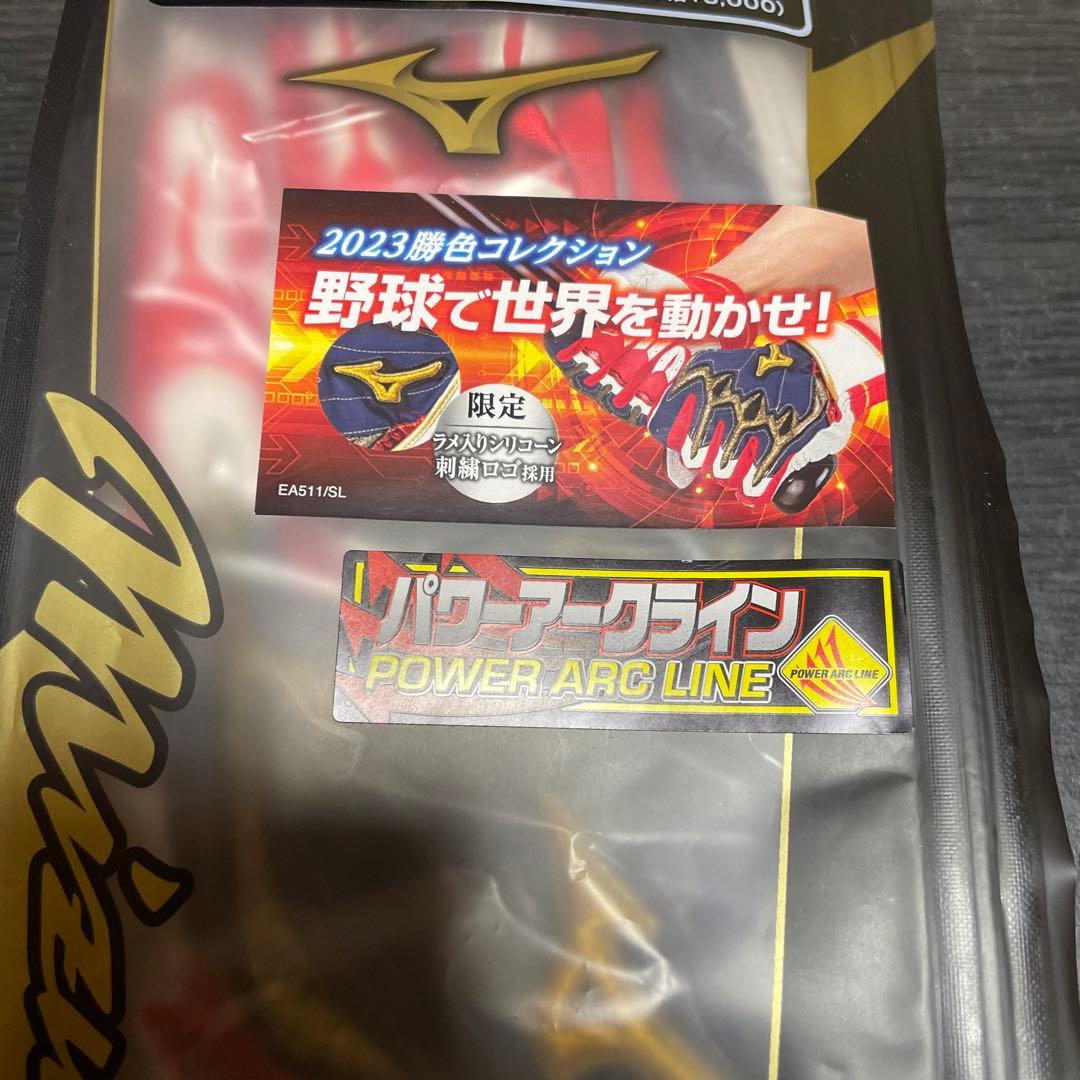 2023勝色コレクション
野球で世界を動かせ!
限定
ラメ入りシリコーン
刺繍ロゴ採用
EA511/SL
パワーアークライン
POWER ARC LINE
POWER ARC LINE